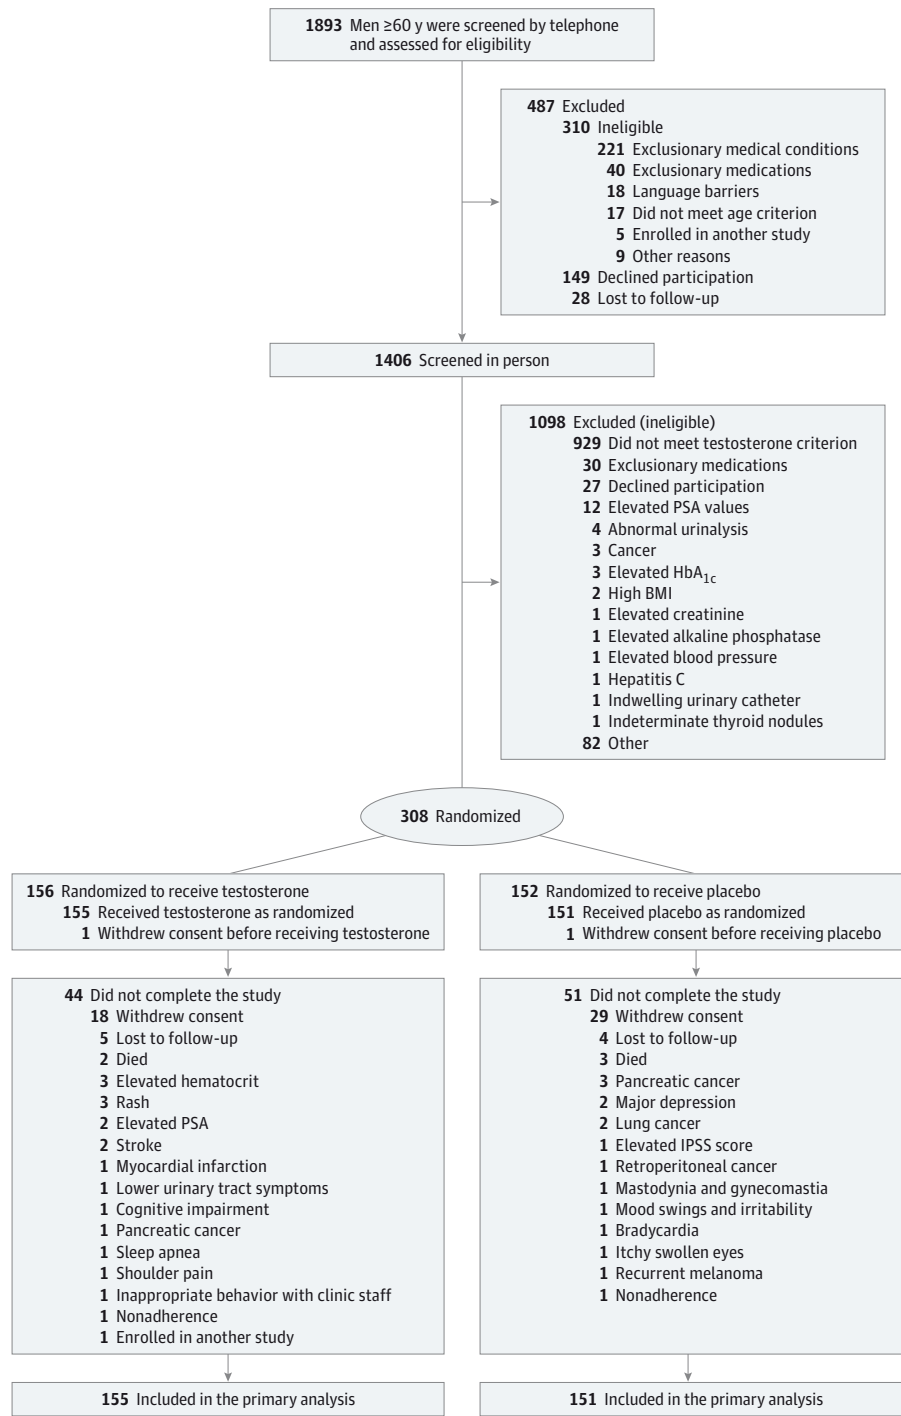 1893 Men ≥60 y were screened by telephone
and assessed for eligibility
487 Excluded
310 Ineligible
221 Exclusionary medical conditions
40 Exclusionary medications
18 Language barriers
17 Did not meet age criterion
5 Enrolled in another study
9 Other reasons
149 Declined participation
28 Lost to follow-up
1406 Screened in person
1098 Excluded (ineligible)
929 Did not meet testosterone criterion
30 Exclusionary medications
27 Declined participation
12 Elevated PSA values
4 Abnormal urinalysis
3 Cancer
3 Elevated HbA1c
2 High BMI
1 Elevated creatinine
1 Elevated alkaline phosphatase
1 Elevated blood pressure
1 Hepatitis C
1 Indwelling urinary catheter
1 Indeterminate thyroid nodules
82 Other
308 Randomized
156 Randomized to receive testosterone
155 Received testosterone as randomized
1 Withdrew consent before receiving testosterone
152 Randomized to receive placebo
151 Received placebo as randomized
1 Withdrew consent before receiving placebo
44 Did not complete the study
18 Withdrew consent
5 Lost to follow-up
2 Died
3 Elevated hematocrit
3 Rash
2 Elevated PSA
2 Stroke
1 Myocardial infarction
1 Lower urinary tract symptoms
1 Cognitive impairment
1 Pancreatic cancer
1 Sleep apnea
1 Shoulder pain
1 Inappropriate behavior with clinic staff
1 Nonadherence
1 Enrolled in another study
51 Did not complete the study
29 Withdrew consent
4 Lost to follow-up
3 Died
3 Pancreatic cancer
2 Major depression
2 Lung cancer
1 Elevated IPSS score
1 Retroperitoneal cancer
1 Mastodynia and gynecomastia
1 Mood swings and irritability
1 Bradycardia
1 Itchy swollen eyes
1 Recurrent melanoma
1 Nonadherence
155 Included in the primary analysis
151 Included in the primary analysis